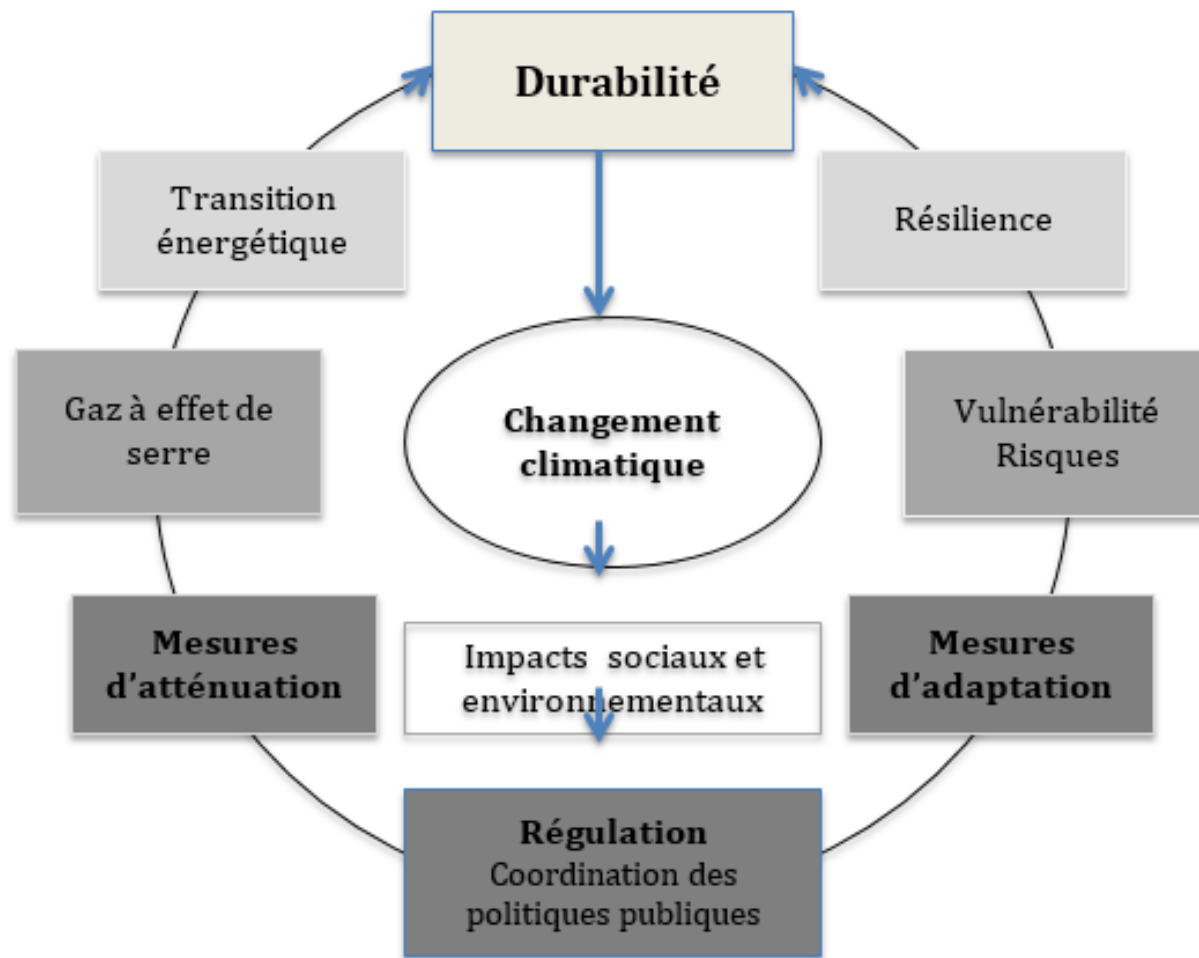 Durabilité
Transition
énergétique
Résilience
Gaz à effet de
serre
Changement
climatique
Vulnérabilité
Risques
Mesures
d'atténuation
Impacts sociaux et
environnementaux
Mesures
d'adaptation
Régulation
Coordination des
politiques publiques